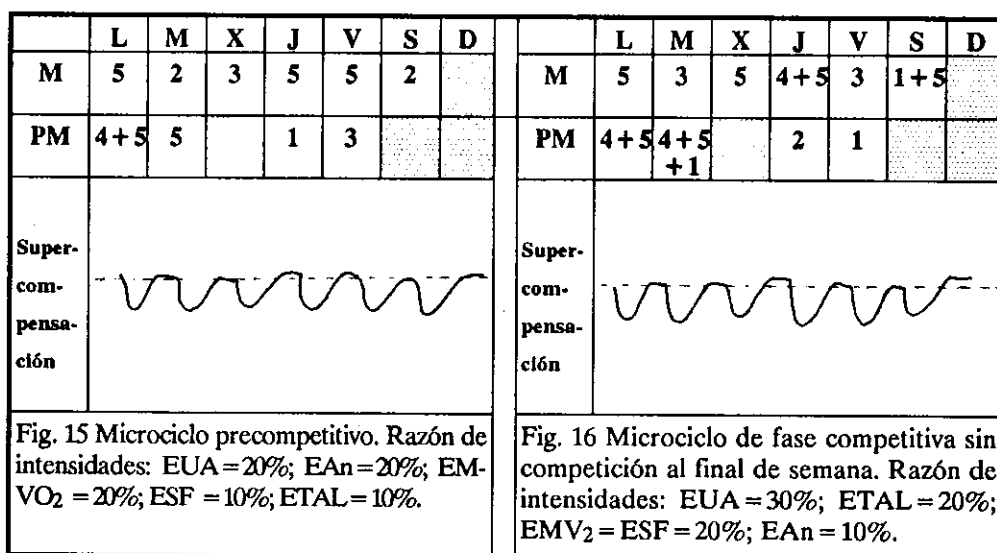 L M X J V S D
M 5 2 3 5 5 2
PM 4+5 5 1 3
Super-
com-
pensa-
ción
Fig. 15 Microciclo precompetitivo. Razón de
intensidades: EUA=20%; EAn=20%; EM-
VO2 =20%; ESF =10%; ETAL=10%.
L M X J V S D
M 5 3 5 4+5 3 1+5
PM 4+5 4+5 2 1
+1
Super-
com-
pensa-
ción
Fig. 16 Microciclo de fase competitiva sin
competición al final de semana. Razón de
intensidades: EUA=30%; ETAL=20%;
EMV2=ESF=20%; EAn=10%.